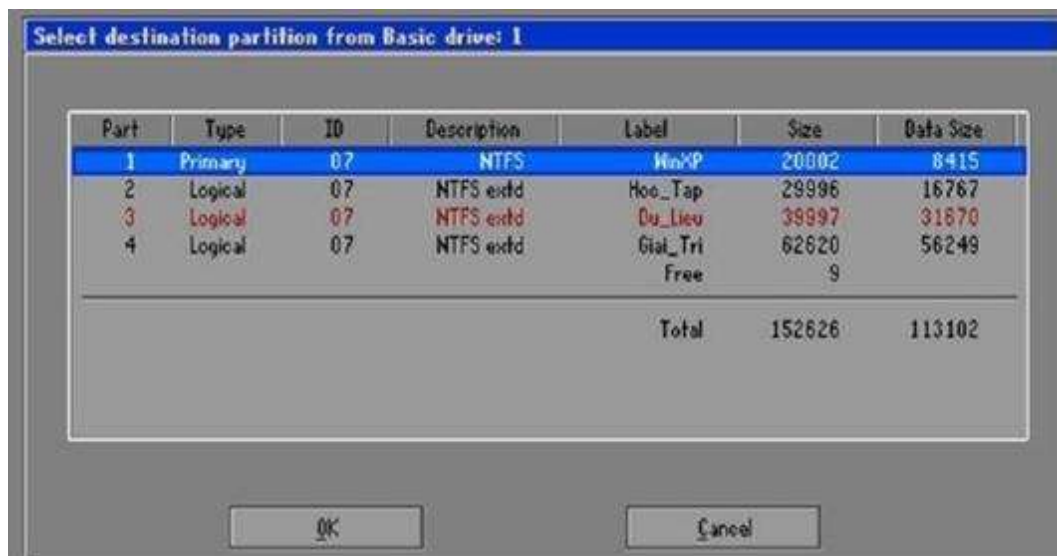 Select destination partition from Basic drive: 1
Part Type ID Description Label Size Data Size
1 Primary 07 NTFS WinXP 20002 8415
2 Logical 07 NTFS extd Hoc_Tap 29996 16767
3 Logical 07 NTFS extd Du_Lieu 39997 31670
4 Logical 07 NTFS extd Giai_Tri 62620 56249
Free 9
Total 152626 113102
OK Cancel